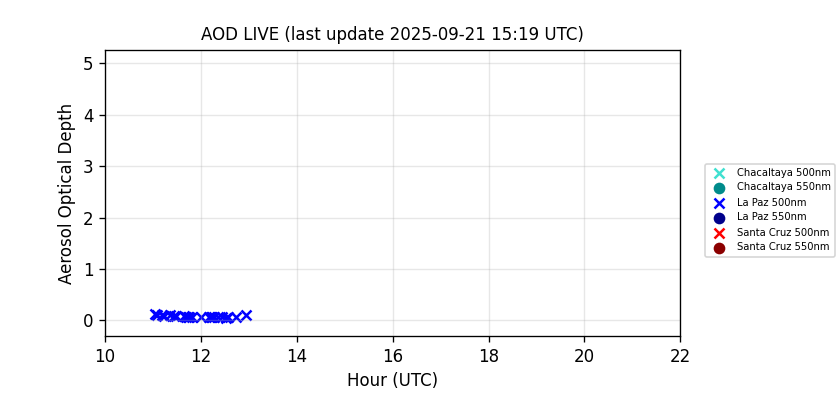 AOD LIVE (last update 2025-09-21 15:19 UTC)
Aerosol Optical Depth
5
4
3
2
1
0
10 12 14 16 18 20 22
Hour (UTC)
Chacaltaya 500nm
Chacaltaya 550nm
La Paz 500nm
La Paz 550nm
Santa Cruz 500nm
Santa Cruz 550nm